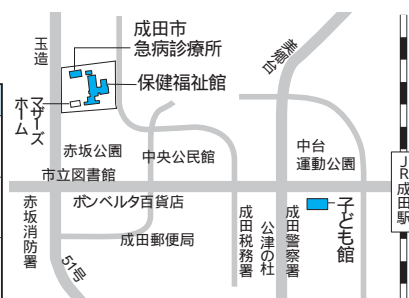 玉造
成田市
急病診療所
保健福祉館
マザーズ
ホーム
美郷台
赤坂公園
中央公民館
中台
運動公園
市立図書館
ボンベルタ百貨店
赤坂消防署
成田郵便局
51号
成田税務署
公津の杜
成田警察署
子ども館
JR成田駅